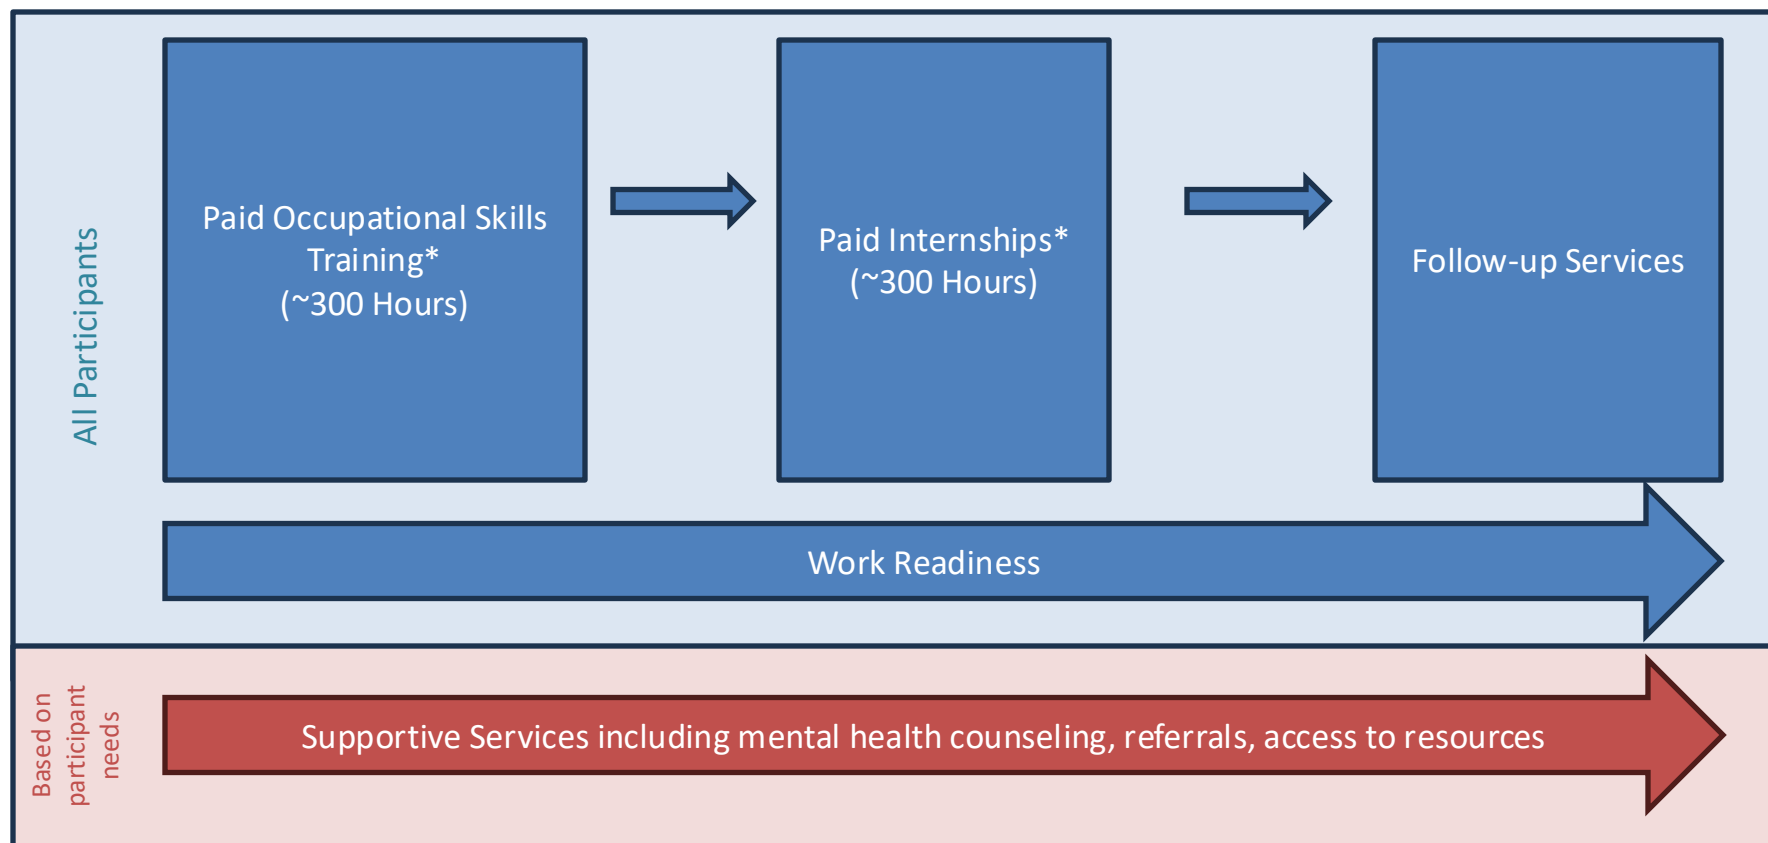 All Participants
Paid Occupational Skills
Training*
(~300 Hours)
Paid Internships*
(~300 Hours)
Follow-up Services
Work Readiness
Based on
participant
needs
Supportive Services including mental health counseling, referrals, access to resources